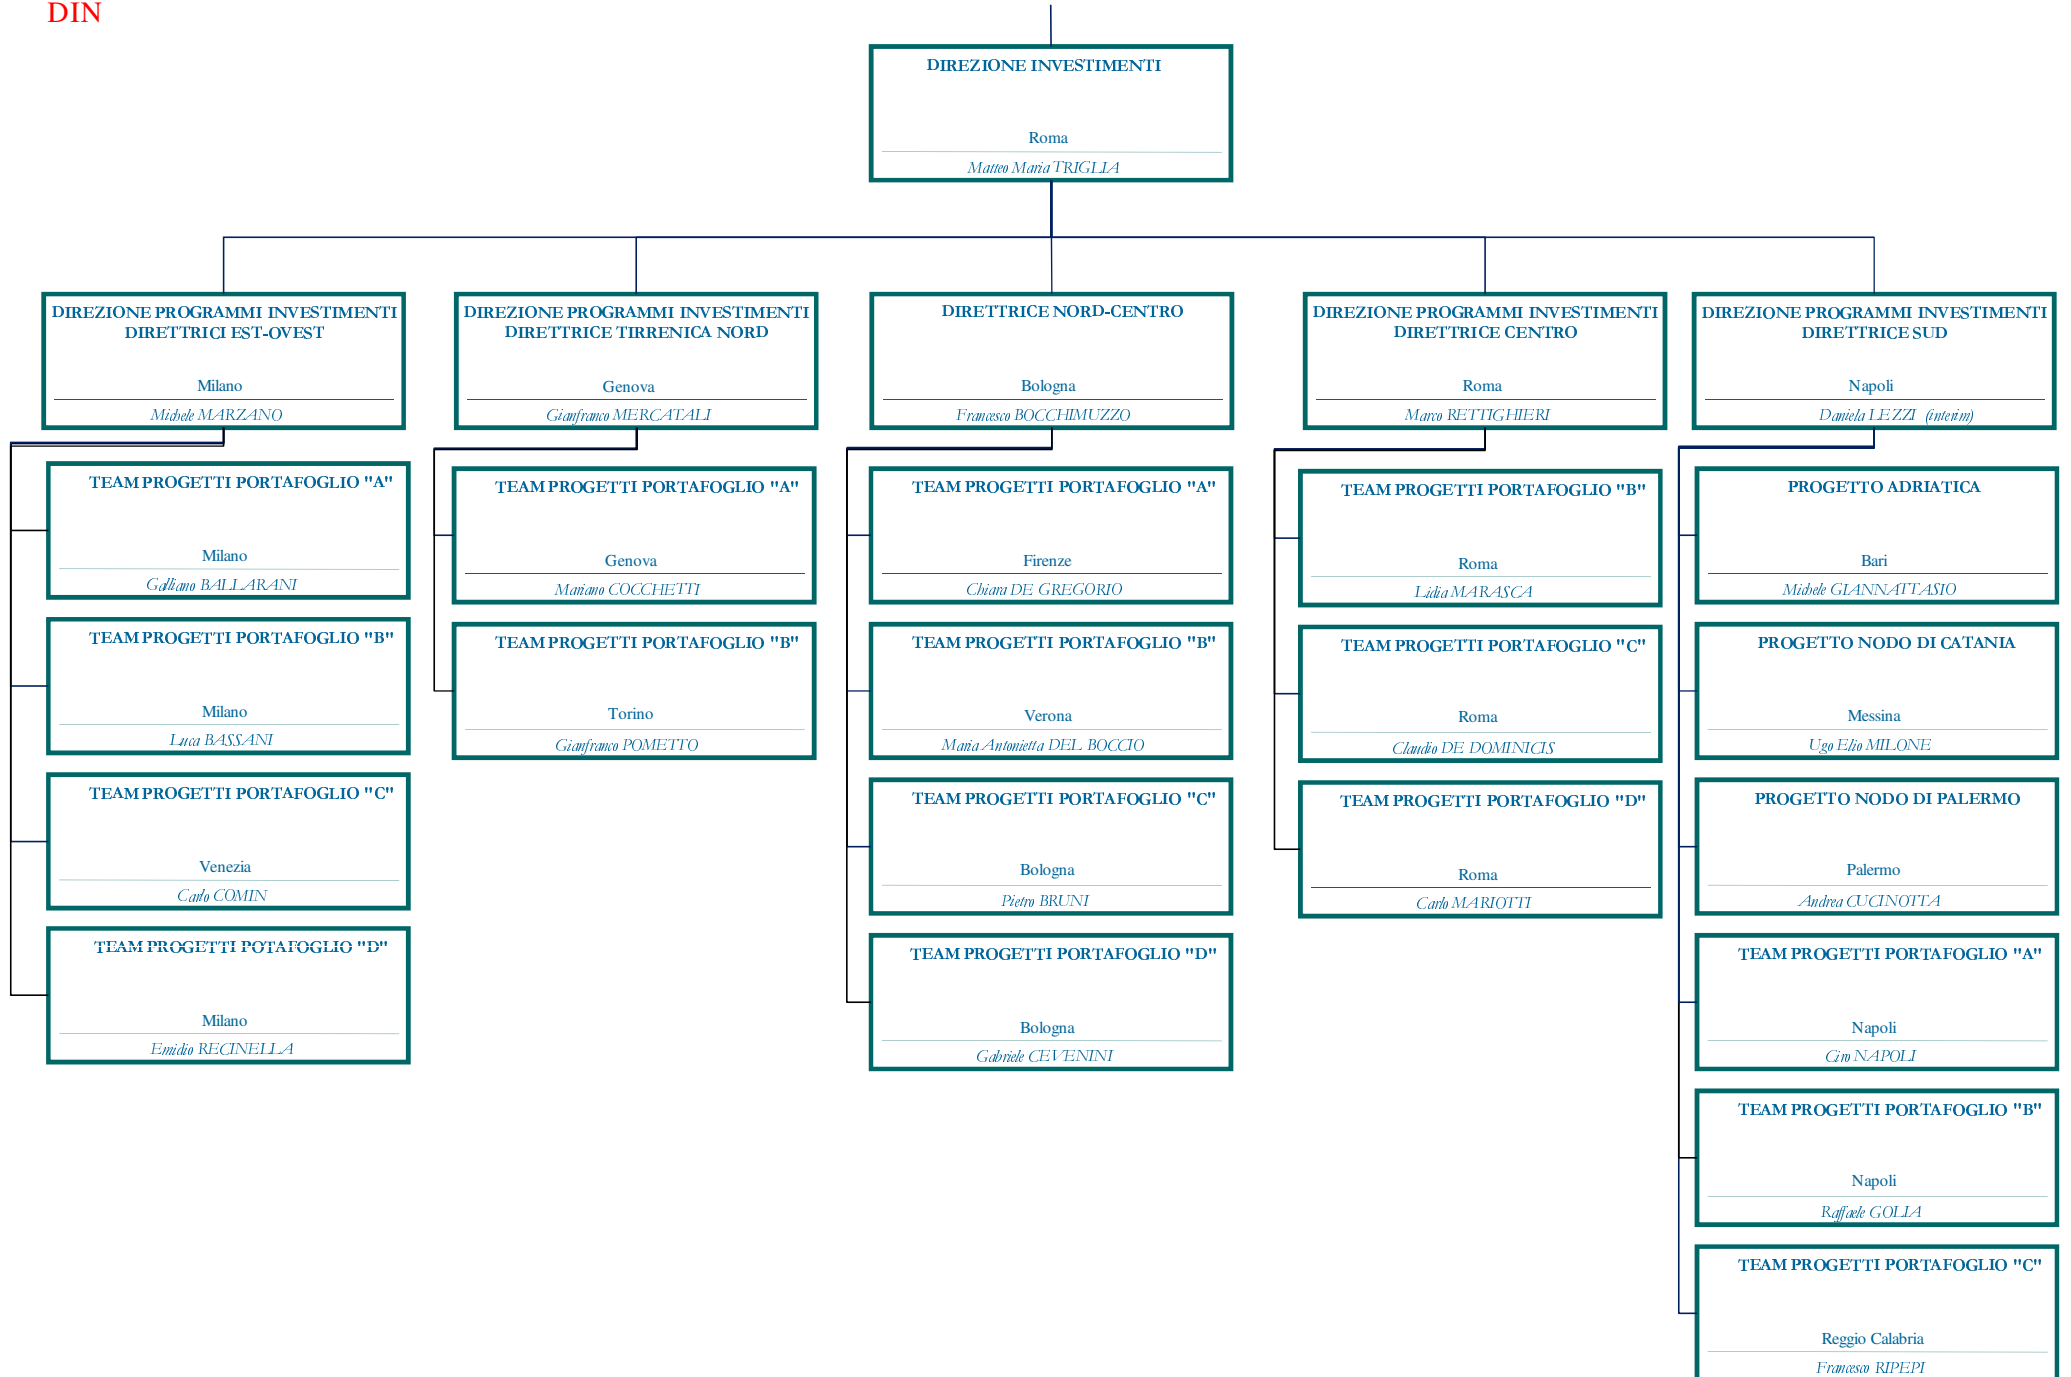 DIN
DIREZIONE INVESTIMENTI
Roma
Matteo Maria TRIGLIA
DIREZIONE PROGRAMMI INVESTIMENTI
DIRETTRICI EST-OVEST
Milano
Michele MARZANO
DIREZIONE PROGRAMMI INVESTIMENTI
DIRETTRICE TIRRENICA NORD
Genova
Gianfranco MERCATALI
DIRETTRICE NORD-CENTRO
Bologna
Francesco BOCCHIMUZZO
DIREZIONE PROGRAMMI INVESTIMENTI
DIRETTRICE CENTRO
Roma
Marco RETTIGHIERI
DIREZIONE PROGRAMMI INVESTIMENTI
DIRETTRICE SUD
Napoli
Daniela LEZZI (interim)
TEAM PROGETTI PORTAFOGLIO "A"
Milano
Galliano BALLARANI
TEAM PROGETTI PORTAFOGLIO "B"
Milano
Luca BASSANI
TEAM PROGETTI PORTAFOGLIO "C"
Venezia
Carlo COMIN
TEAM PROGETTI POTAFOGLIO "D"
Milano
Emidio RECINELLA
TEAM PROGETTI PORTAFOGLIO "A"
Genova
Mariano COCCHETTI
TEAM PROGETTI PORTAFOGLIO "B"
Torino
Gianfranco POMETTO
TEAM PROGETTI PORTAFOGLIO "A"
Firenze
Chiara DE GREGORIO
TEAM PROGETTI PORTAFOGLIO "B"
Verona
Maria Antonietta DEL BOCCIO
TEAM PROGETTI PORTAFOGLIO "C"
Bologna
Pietro BRUNI
TEAM PROGETTI PORTAFOGLIO "D"
Bologna
Gabriele CEVENINI
TEAM PROGETTI PORTAFOGLIO "B"
Roma
Lidia MARASCA
TEAM PROGETTI PORTAFOGLIO "C"
Roma
Claudio DE DOMINICIS
TEAM PROGETTI PORTAFOGLIO "D"
Roma
Carlo MARIOTTI
PROGETTO ADRIATICA
Bari
Michele GIANNATTASIO
PROGETTO NODO DI CATANIA
Messina
Ugo Elio MILONE
PROGETTO NODO DI PALERMO
Palermo
Andrea CUCINOTTA
TEAM PROGETTI PORTAFOGLIO "A"
Napoli
Ciro NAPOLI
TEAM PROGETTI PORTAFOGLIO "B"
Napoli
Raffaele GOLIA
TEAM PROGETTI PORTAFOGLIO "C"
Reggio Calabria
Francesco RIPEPI